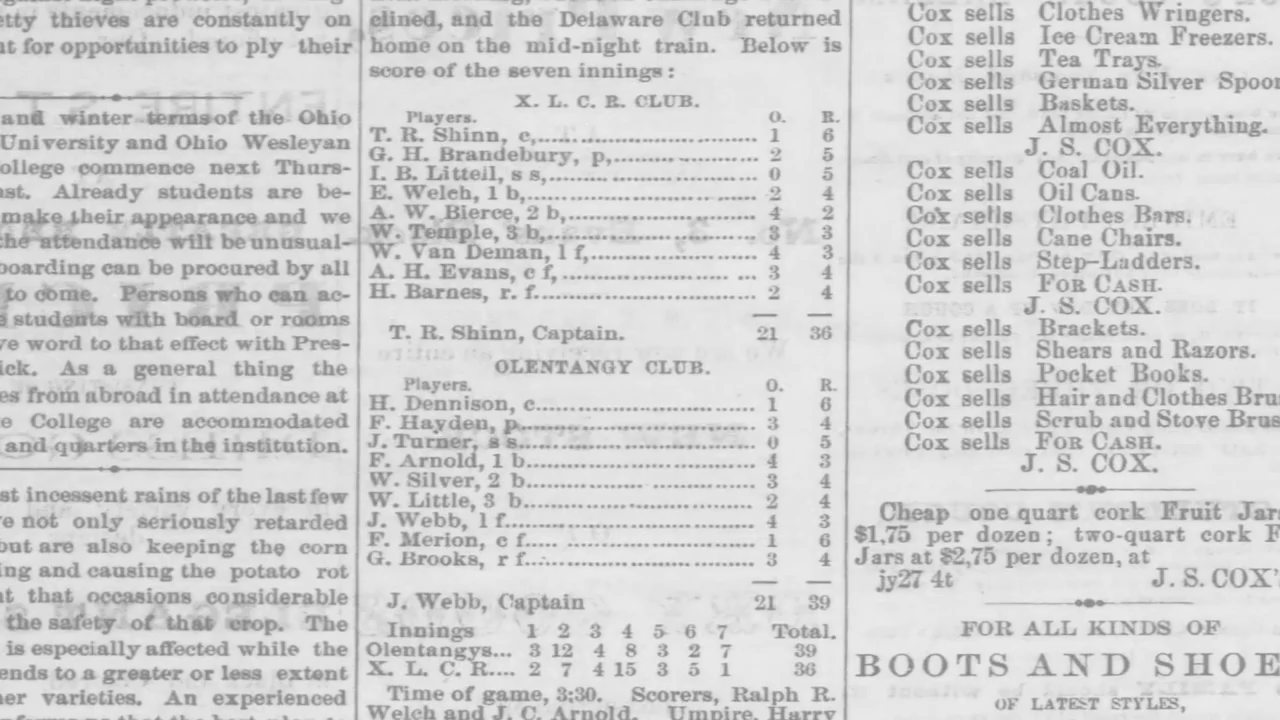 etty thieves are constantly on
nt for opportunities to ply their
and winter terms of the Ohio
University and Ohio Wesleyan
ollege commence next Thurs-
ast. Already students are be-
make their appearance and we
the attendance will be unusual-
boarding can be procured by all
to come. Persons who can ac-
e students with board or rooms
ve word to that effect with Pres-
ick. As a general thing the
es from abroad in attendance at
e College are accommodated
and quarters in the institution.
st incessent rains of the last few
re not only seriously retarded
but are also keeping the corn
ing and causing the potato rot
nt that occasions considerable
the safety of that crop. The
is especially affected while the
ends to a greater or less extent
her varieties. An experienced
clined, and the Delaware Club returned
home on the mid-night train. Below is
score of the seven innings:
X. L. C. R. CLUB.
Players. O. R.
T. R. Shinn, c, 1 6
G. H. Brandebury, p, 2 5
I. B. Litteil, s s, 0 5
E. Welch, 1 b, 2 4
A. W. Bierce, 2 b, 4 2
W. Temple, 3 b, 3 3
W. Van Deman, l f, 4 3
A. H. Evans, c f, 3 4
H. Barnes, r. f. 2 4
T. R. Shinn, Captain. 21 36
OLENTANGY CLUB.
Players. O. R.
H. Dennison, c. 1 6
F. Hayden, p. 3 4
J. Turner, s s. 0 5
F. Arnold, 1 b. 4 3
W. Silver, 2 b. 3 4
W. Little, 3 b. 2 4
J. Webb, l f. 4 3
F. Merion, c f. 1 6
G. Brooks, r f. 3 4
J. Webb, Captain 21 39
Innings 1 2 3 4 5 6 7 Total.
Olentangys... 3 12 4 8 3 2 7 39
X. L. C. R.... 2 7 4 15 3 5 1 36
Time of game, 3:30. Scorers, Ralph R.
Welch and J. C. Arnold. Umpire, Harry
Cox sells Clothes Wringers.
Cox sells Ice Cream Freezers.
Cox sells Tea Trays.
Cox sells German Silver Spoon
Cox sells Baskets.
Cox sells Almost Everything.
J. S. COX.
Cox sells Coal Oil.
Cox sells Oil Cans.
Cox sells Clothes Bars.
Cox sells Cane Chairs.
Cox sells Step-Ladders.
Cox sells FOR CASH.
J. S. COX.
Cox sells Brackets.
Cox sells Shears and Razors.
Cox sells Pocket Books.
Cox sells Hair and Clothes Brus
Cox sells Scrub and Stove Brus
Cox sells FOR CASH.
J. S. COX.
Cheap one quart cork Fruit Jars
$1,75 per dozen; two-quart cork F
Jars at $2,75 per dozen, at
jy27 4t J. S. COX'
FOR ALL KINDS OF
BOOTS AND SHOE
OF LATEST STYLES,